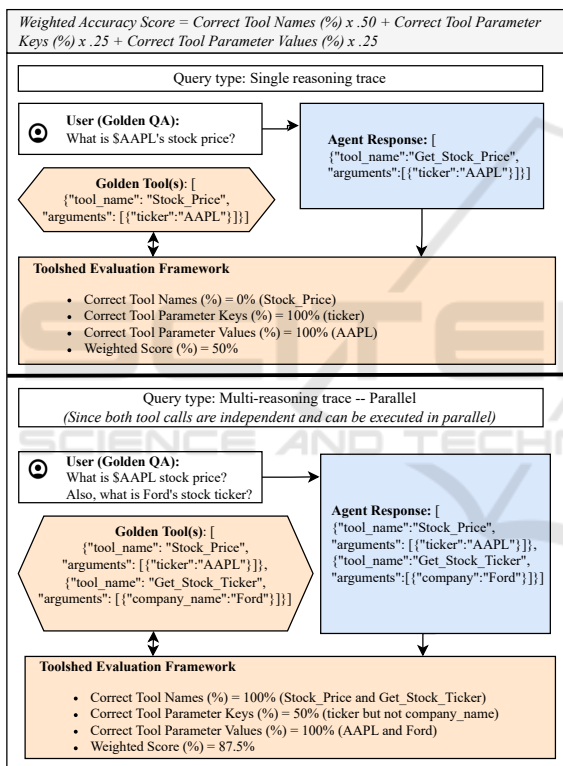 Weighted Accuracy Score = Correct Tool Names (%) x .50 + Correct Tool Parameter
Keys (%) x .25 + Correct Tool Parameter Values (%) x .25
Query type: Single reasoning trace
User (Golden QA):
What is $AAPL's stock price?
Agent Response: [
{"tool_name":"Get_Stock_Price",
"arguments":[{"ticker":"AAPL"}]}]
Golden Tool(s): [
{"tool_name": "Stock_Price",
"arguments": [{"ticker":"AAPL"}]}]
Toolshed Evaluation Framework
• Correct Tool Names (%) = 0% (Stock_Price)
• Correct Tool Parameter Keys (%) = 100% (ticker)
• Correct Tool Parameter Values (%) = 100% (AAPL)
• Weighted Score (%) = 50%
Query type: Multi-reasoning trace -- Parallel
(Since both tool calls are independent and can be executed in parallel)
SCIENCE AND TECHN
User (Golden QA):
What is $AAPL stock price?
Also, what is Ford's stock ticker?
Agent Response: [
{"tool_name":"Stock_Price",
"arguments": [{"ticker":"AAPL"}]},
{"tool_name":"Get_Stock_Ticker",
"arguments":[{"company":"Ford"}]}]
Golden Tool(s): [
{"tool_name": "Stock_Price",
"arguments": [{"ticker":"AAPL"}]},
{"tool_name": "Get_Stock_Ticker",
"arguments": [{"company_name":"Ford"}]}]
Toolshed Evaluation Framework
• Correct Tool Names (%) = 100% (Stock_Price and Get_Stock_Ticker)
• Correct Tool Parameter Keys (%) = 50% (ticker but not company_name)
• Correct Tool Parameter Values (%) = 100% (AAPL and Ford)
• Weighted Score (%) = 87.5%